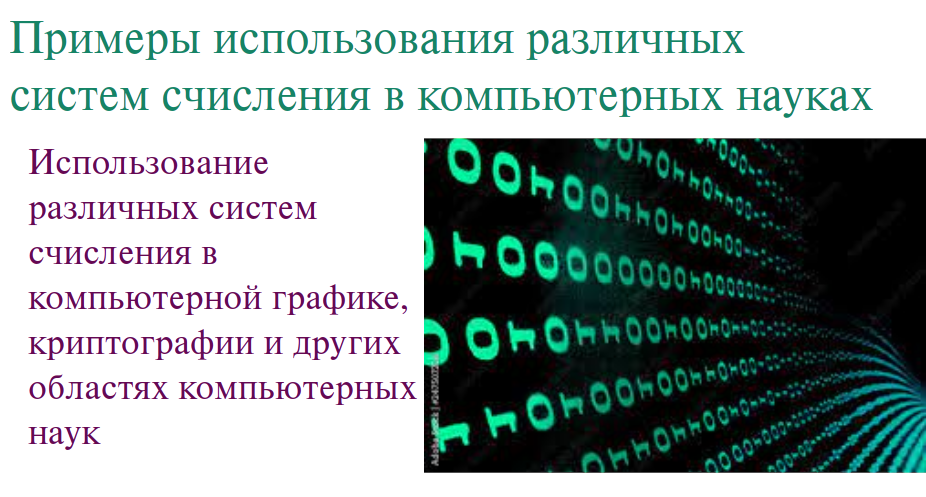 Примеры использования различных
систем счисления в компьютерных науках
Использование
различных систем
счисления в
компьютерной графике,
криптографии и других
областях компьютерных
наук